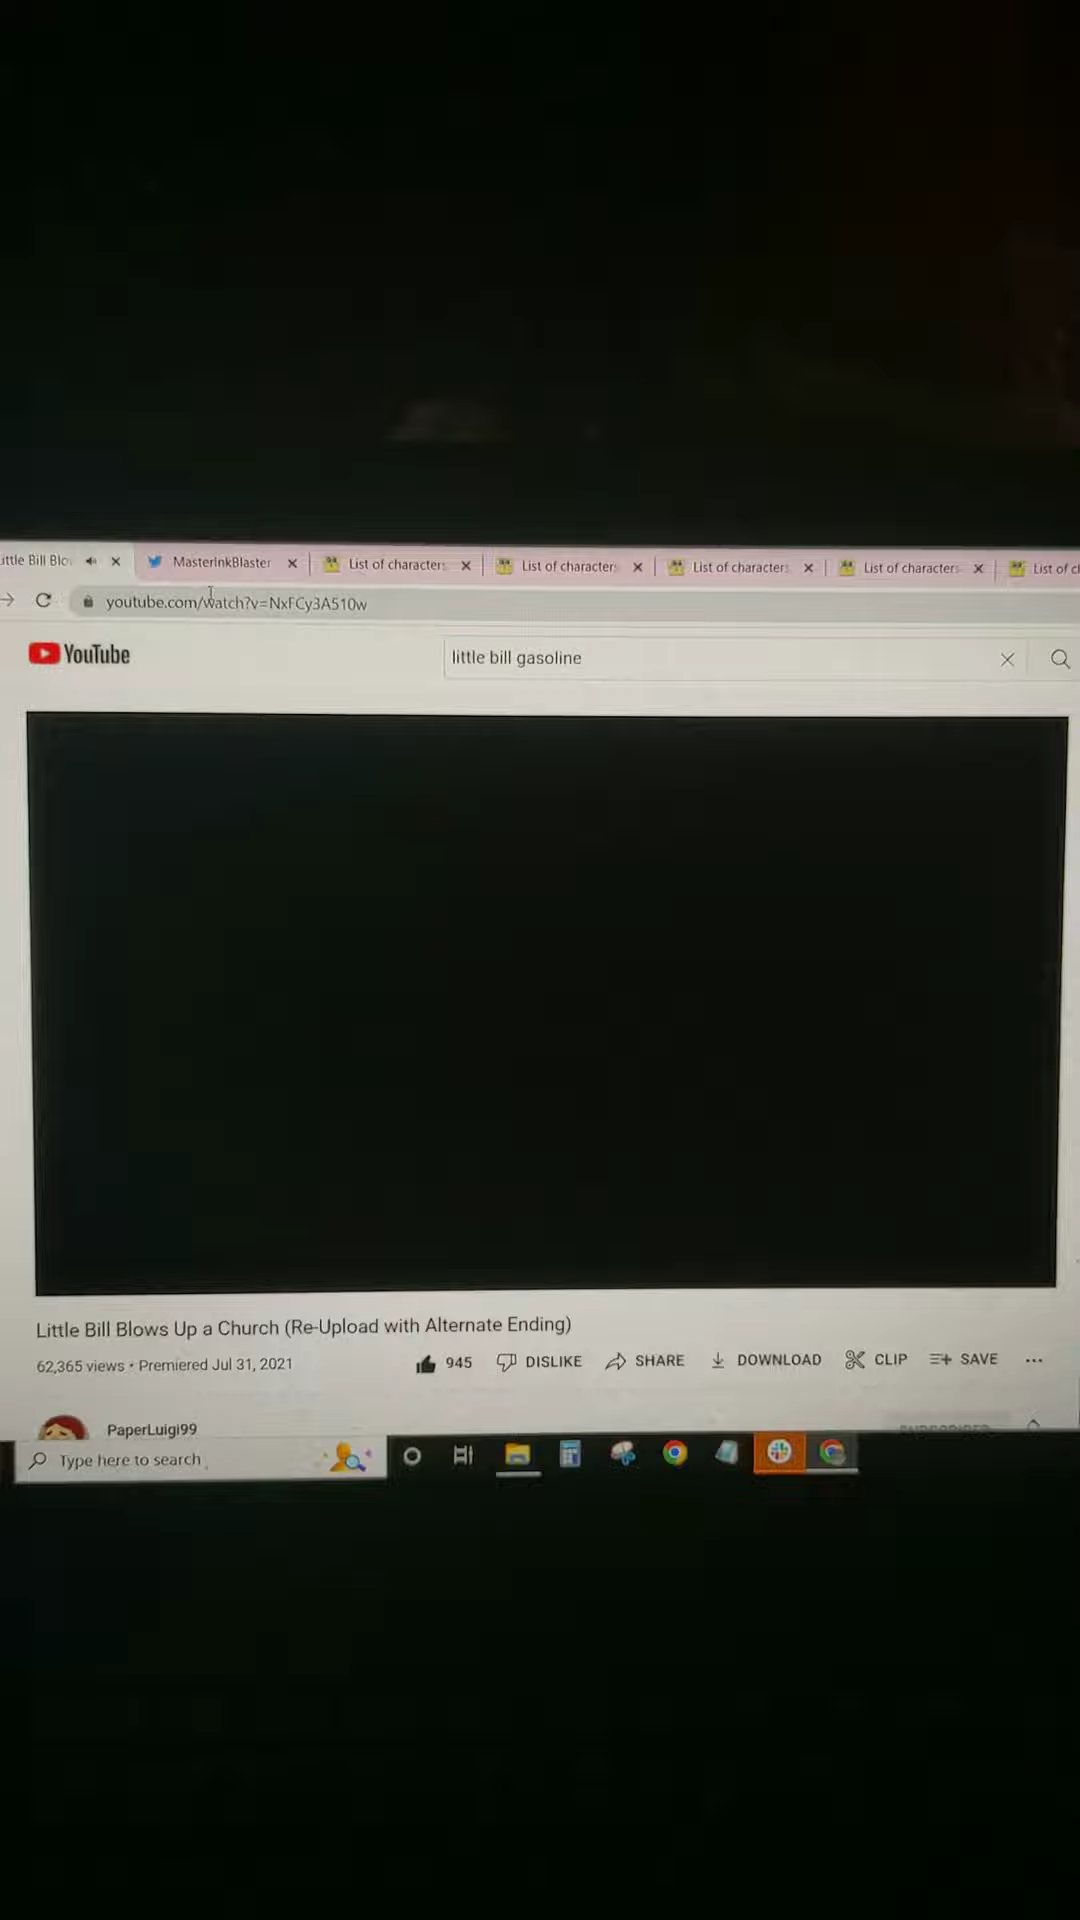 ittle Bill Blo
MasterInkBlaster
List of characters
List of characters
List of characters
List of characters
List of c
youtube.com/watch?v=NxFCy3A510w
YouTube
little bill gasoline
Little Bill Blows Up a Church (Re-Upload with Alternate Ending)
62,365 views • Premiered Jul 31, 2021
945
DISLIKE
SHARE
DOWNLOAD
CLIP
SAVE
PaperLuigi99
Type here to search